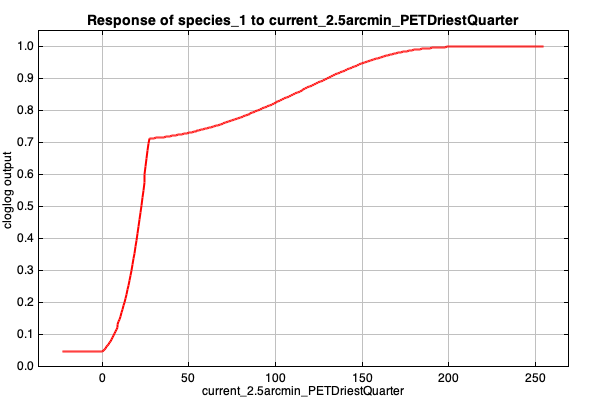 Response of species_1 to current_2.5arcmin_PETDriestQuarter
cloglog output
1.0
0.9
0.8
0.7
0.6
0.5
0.4
0.3
0.2
0.1
0.0
0 50 100 150 200 250
current_2.5arcmin_PETDriestQuarter